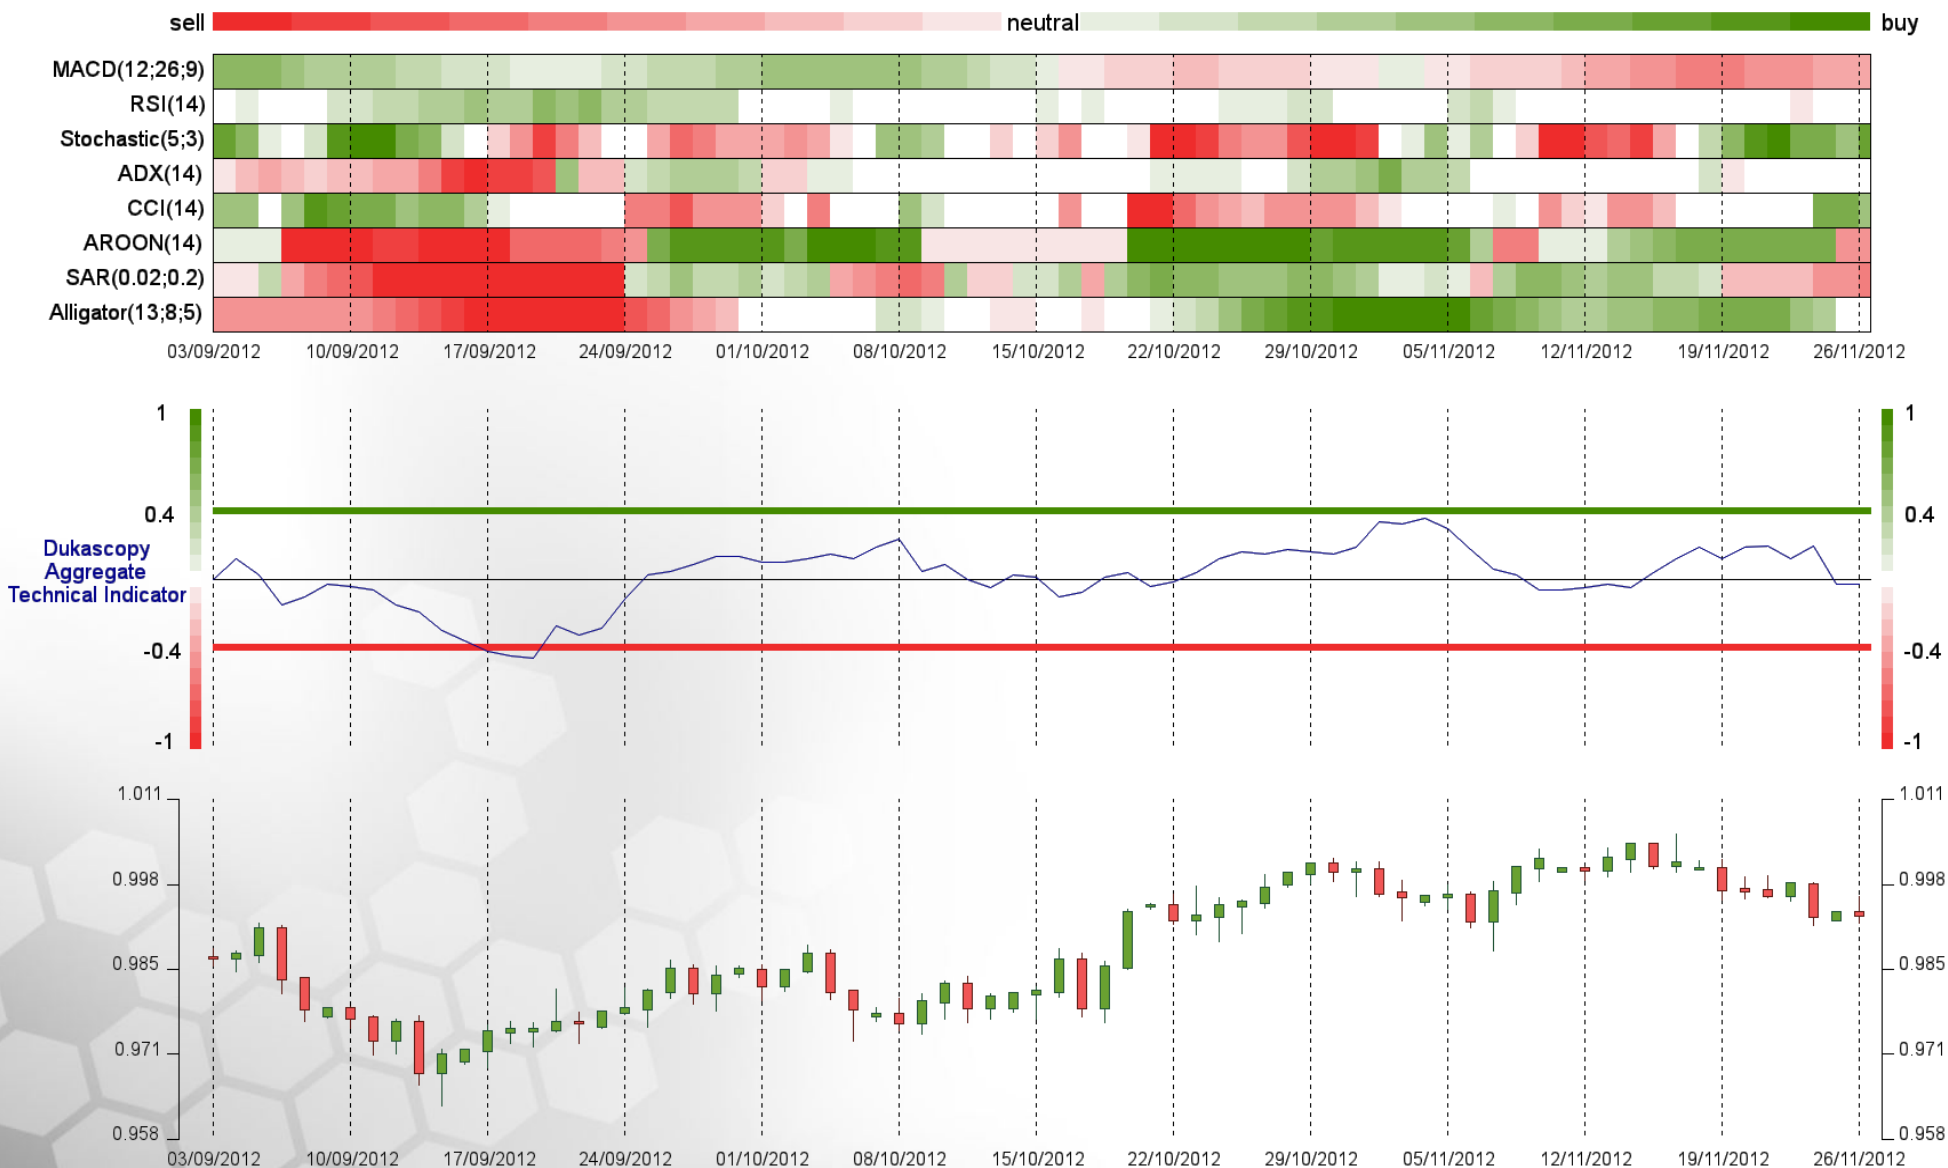 sell neutral buy
MACD(12;26;9)
RSI(14)
Stochastic(5;3)
ADX(14)
CCI(14)
AROON(14)
SAR(0.02;0.2)
Alligator(13;8;5)
03/09/2012 10/09/2012 17/09/2012 24/09/2012 01/10/2012 08/10/2012 15/10/2012 22/10/2012 29/10/2012 05/11/2012 12/11/2012 19/11/2012 26/11/2012
1 1
0.4 0.4
Dukascopy
Aggregate
Technical Indicator
-0.4 -0.4
-1 -1
1.011 1.011
0.998 0.998
0.985 0.985
0.971 0.971
0.958 0.958
03/09/2012 10/09/2012 17/09/2012 24/09/2012 01/10/2012 08/10/2012 15/10/2012 22/10/2012 29/10/2012 05/11/2012 12/11/2012 19/11/2012 26/11/2012